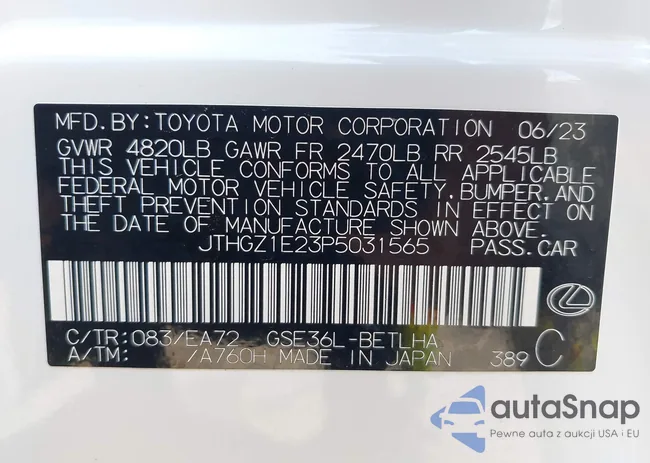 MFD.BY:TOYOTA MOTOR CORPORATION 06/23
GVWR 4820LB GAWR FR 2470LB RR 2545LB
THIS VEHICLE CONFORMS TO ALL APPLICABLE
FEDERAL MOTOR VEHICLE SAFETY, BUMPER, AND
THEFT PREVENTION STANDARDS IN EFFECT ON
THE DATE OF MANUFACTURE SHOWN ABOVE.
JTHGZ1E23P5031565 PASS.CAR
C/TR:083/EA72 GSE36L-BETLHA
A/TM: /A760H MADE IN JAPAN 389 C
autaSnap
Pewne auta z aukcji USA i EU